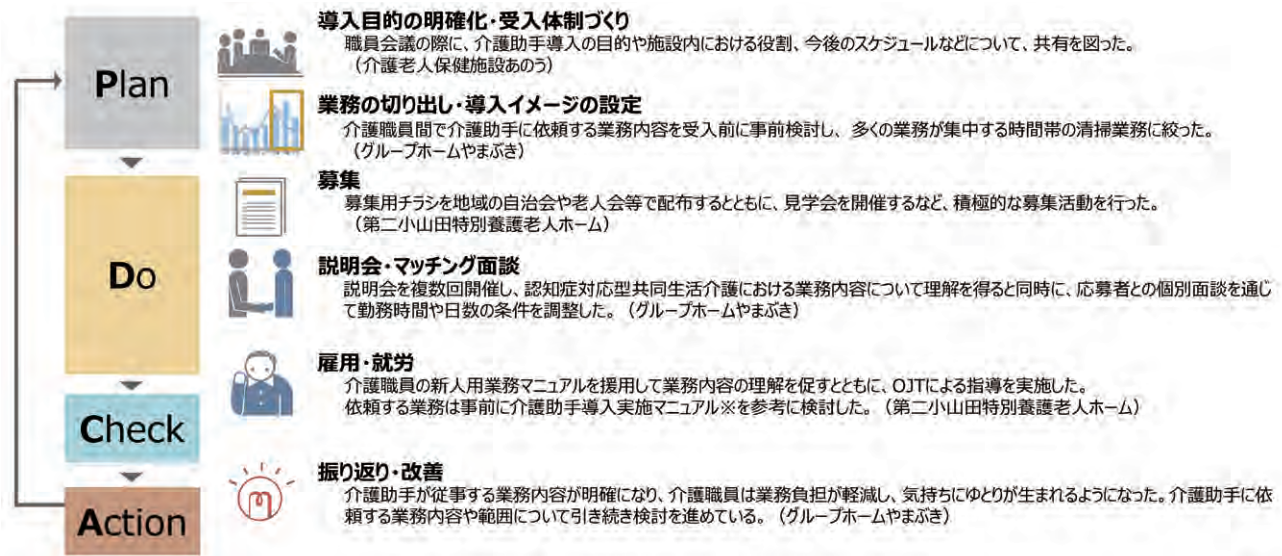 Plan
導入目的の明確化・受入体制づくり
職員会議の際に、介護助手導入の目的や施設内における役割、今後のスケジュールなどについて、共有を図った。
（介護老人保健施設あのう）
業務の切り出し・導入イメージの設定
介護職員間で介護助手に依頼する業務内容を受入前に事前検討し、多くの業務が集中する時間帯の清掃業務に絞った。
（グループホームやまぶき）
Do
募集
募集用チラシを地域の自治会や老人会等で配布するとともに、見学会を開催するなど、積極的な募集活動を行った。
（第二小山田特別養護老人ホーム）
説明会・マッチング面談
説明会を複数回開催し、認知症対応型共同生活介護における業務内容について理解を得ると同時に、応募者との個別面談を通じ
て勤務時間や日数の条件を調整した。（グループホームやまぶき）
雇用・就労
介護職員の新人用業務マニュアルを援用して業務内容の理解を促すとともに、OJTによる指導を実施した。
依頼する業務は事前に介護助手導入実施マニュアル※を参考に検討した。（第二小山田特別養護老人ホーム）
Check
Action
振り返り・改善
介護助手が従事する業務内容が明確になり、介護職員は業務負担が軽減し、気持ちにゆとりが生まれるようになった。介護助手に依
頼する業務内容や範囲について引き続き検討を進めている。（グループホームやまぶき）